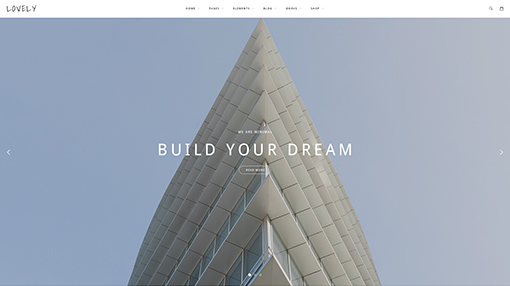 LOVELY
HOME PAGES ELEMENTS BLOG WORKS SHOP
WE ARE MINIMAL
BUILD YOUR DREAM
READ MORE